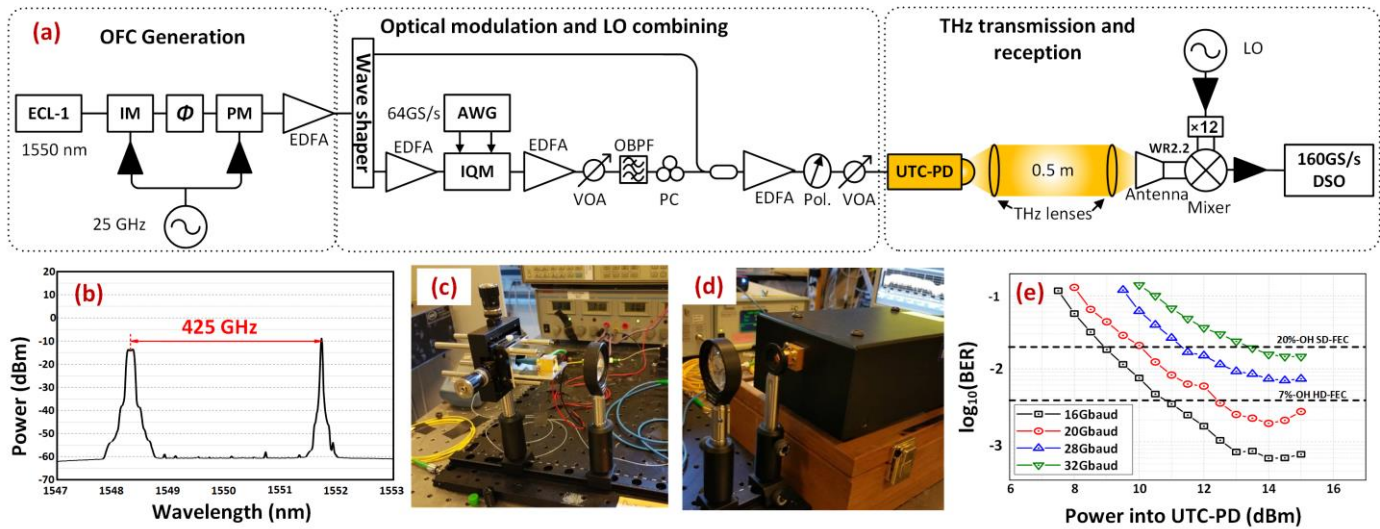 (a)
OFC Generation
ECL-1
1550 nm
IM
Φ
PM
EDFA
25 GHz
Optical modulation and LO combining
Wave shaper
64GS/s
AWG
EDFA
IQM
EDFA
VOA
OBPF
PC
EDFA
Pol.
VOA
THz transmission and
reception
LO
×12
WR2.2
UTC-PD
0.5 m
THz lenses
Antenna
Mixer
160GS/s
DSO
(b)
425 GHz
Power (dBm)
20
10
0
-10
-20
-30
-40
-50
-60
-70
1547
1548
1549
1550
1551
1552
1553
Wavelength (nm)
(c)
(d)
(e)
log10(BER)
-1
-2
-3
20%-OH SD-FEC
7%-OH HD-FEC
16Gbaud
20Gbaud
28Gbaud
32Gbaud
6
8
10
12
14
16
Power into UTC-PD (dBm)